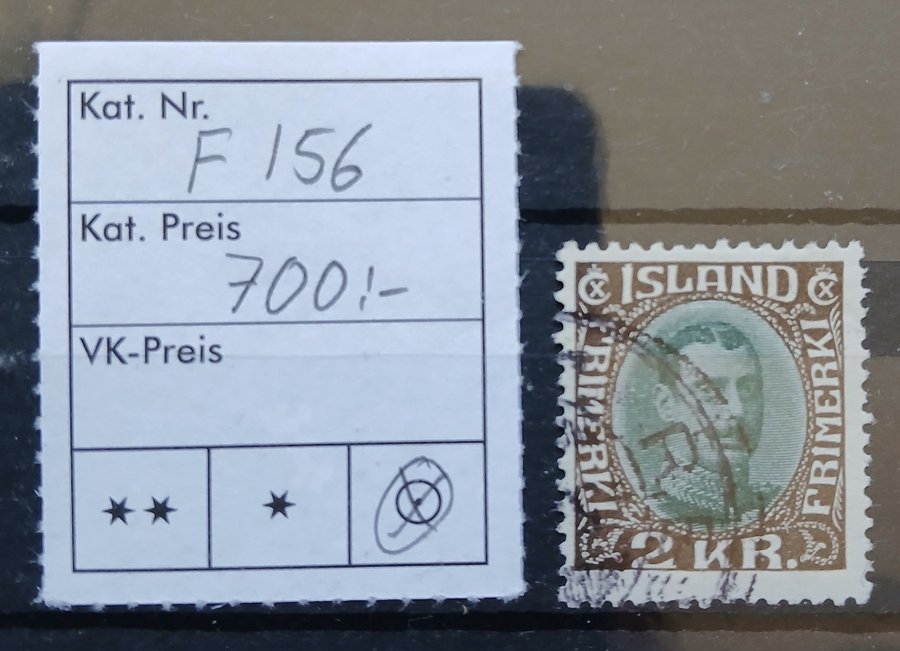 Kat. Nr.
F 156
Kat. Preis
700:-
VK-Preis
ISLAND
FRIMERKI
FRIMERKI
2 KR.